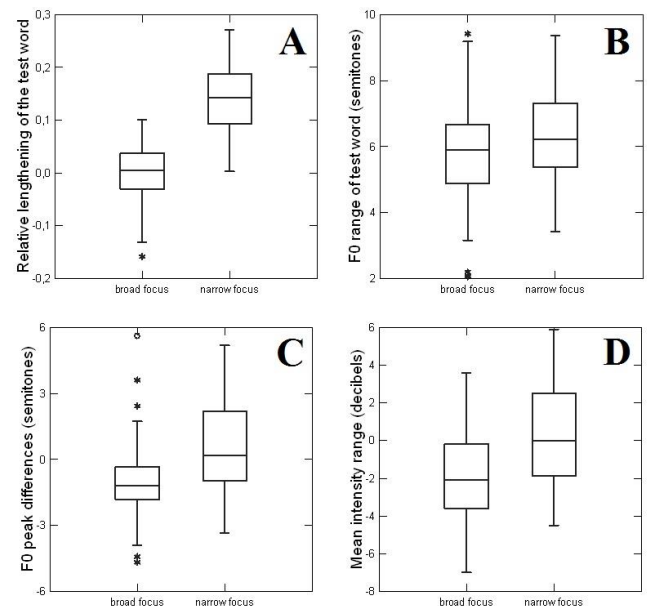 A
Relative lengthening of the test word
0,3
0,2
0,1
0,0
-0,1
-0,2
broad focus narrow focus
B
F0 range of test word (semitones)
10
8
6
4
2
broad focus narrow focus
C
F0 peak differences (semitones)
6
3
0
-3
-6
broad focus narrow focus
D
Mean intensity range (decibels)
6
4
2
0
-2
-4
-6
-8
broad focus narrow focus